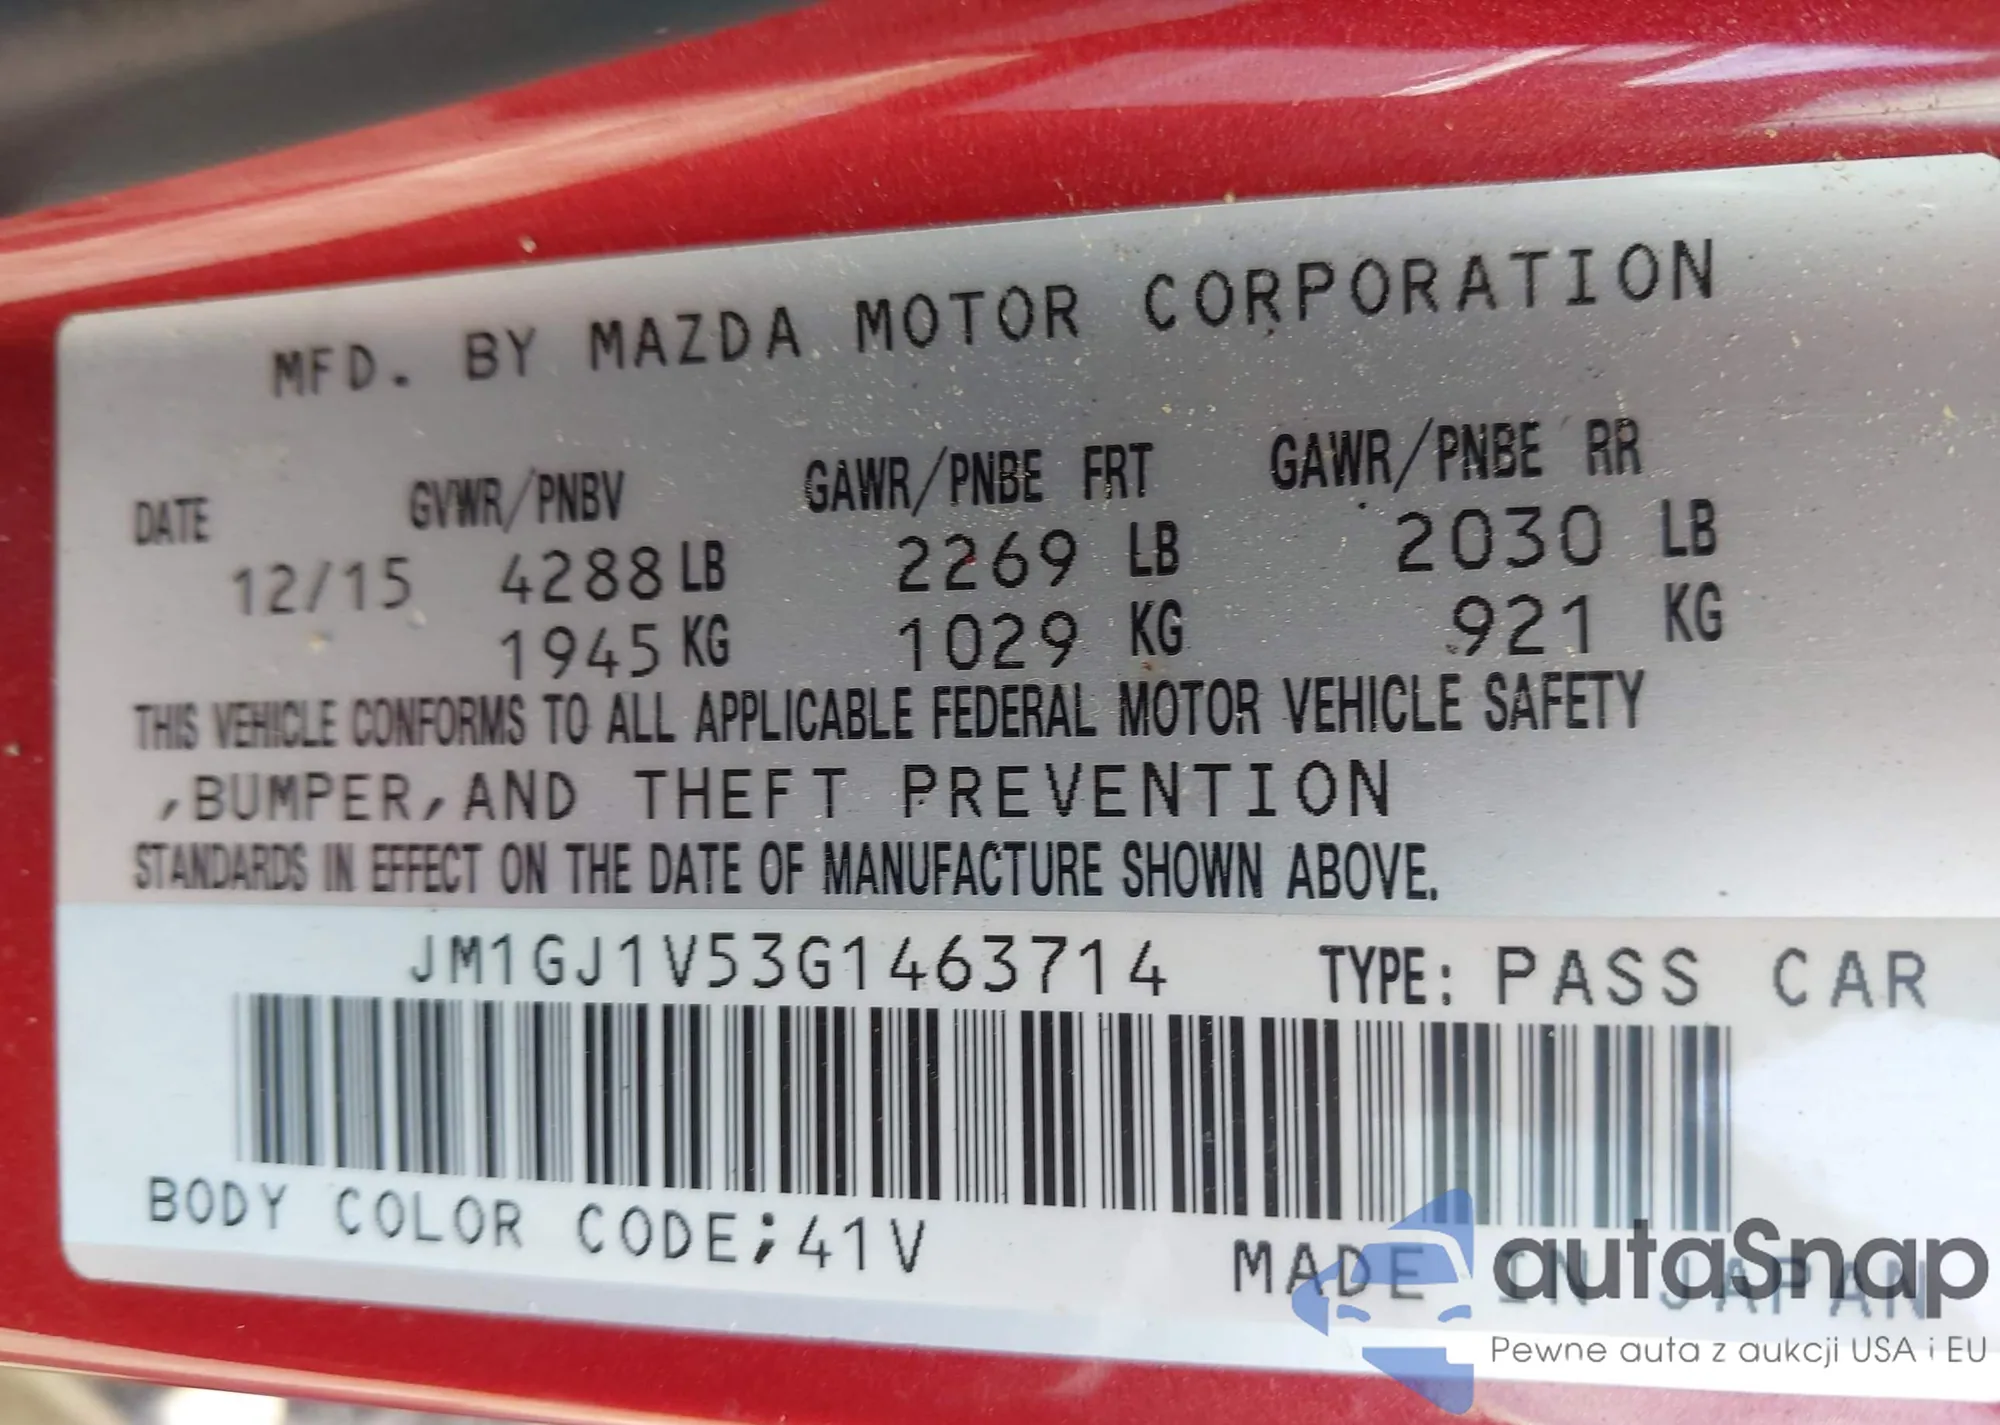 MFD. BY MAZDA MOTOR CORPORATION
DATE GVWR/PNBV GAWR/PNBE FRT GAWR/PNBE RR
12/15 4288 LB 2269 LB 2030 LB
1945 KG 1029 KG 921 KG
THIS VEHICLE CONFORMS TO ALL APPLICABLE FEDERAL MOTOR VEHICLE SAFETY
,BUMPER,AND THEFT PREVENTION
STANDARDS IN EFFECT ON THE DATE OF MANUFACTURE SHOWN ABOVE.
JM1GJ1V53G1463714 TYPE: PASS CAR
BODY COLOR CODE;41V
MADE IN JAPAN
autaSnap
Pewne auta z aukcji USA i EU